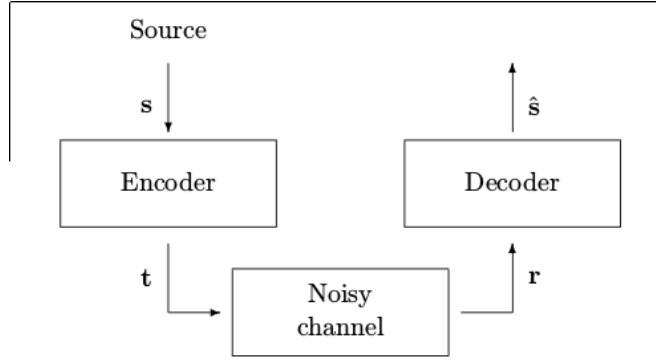 Source
s
ŝ
Encoder
Decoder
t
r
Noisy
channel